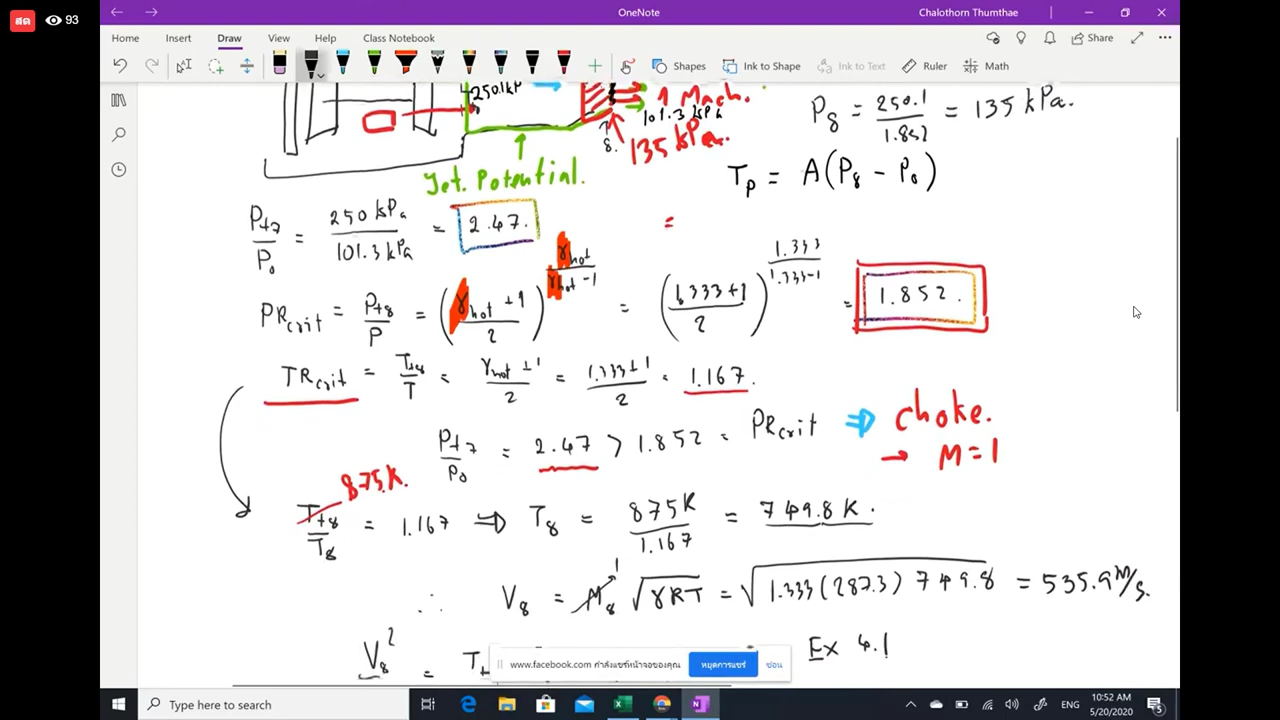 สด 93
OneNote
Chalothorn Thumthae
Home Insert Draw View Help Class Notebook
Share
Shapes Ink to Shape Ink to Text Ruler Math
250.1kP
1 Mach.
101.3 kPa
8.
135 kPa.
Jet. Potential.
P8 = 250.1/1.852 = 135 kPa.
Tp = A(P8 - P0)
Pt7/P0 = 250 kPa/101.3 kPa = 2.47.
=
PRcrit = Pt8/P = ((γhot + 1)/2)^(γhot/(γhot - 1)) = ((1.333+1)/2)^(1.333/(1.333-1)) = 1.852.
TRcrit = Tt8/T = (γhot + 1)/2 = (1.333+1)/2 = 1.167.
Pt7/P0 = 2.47 > 1.852 = PRcrit ⇒ choke.
→ M=1
875K.
Tt8/T8 = 1.167 ⇒ T8 = 875K/1.167 = 749.8 K.
∴ V8 = M8 1 √γRT = √1.333(287.3) 749.8 = 535.9 M/s.
V8² =
Ex 4.1
www.facebook.com กำลังแชร์หน้าจอของคุณ หยุดการแชร์ ซ่อน
Type here to search
ENG
10:52 AM
5/20/2020
5